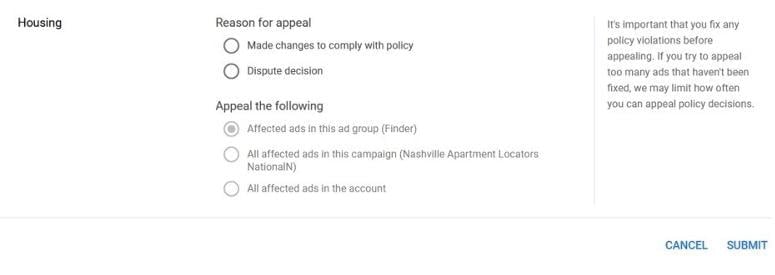 Housing
Reason for appeal
Made changes to comply with policy
Dispute decision
Appeal the following
Affected ads in this ad group (Finder)
All affected ads in this campaign (Nashville Apartment Locators
NationalN)
All affected ads in the account
It's important that you fix any
policy violations before
appealing. If you try to appeal
too many ads that haven't been
fixed, we may limit how often
you can appeal policy decisions.
CANCEL SUBMIT